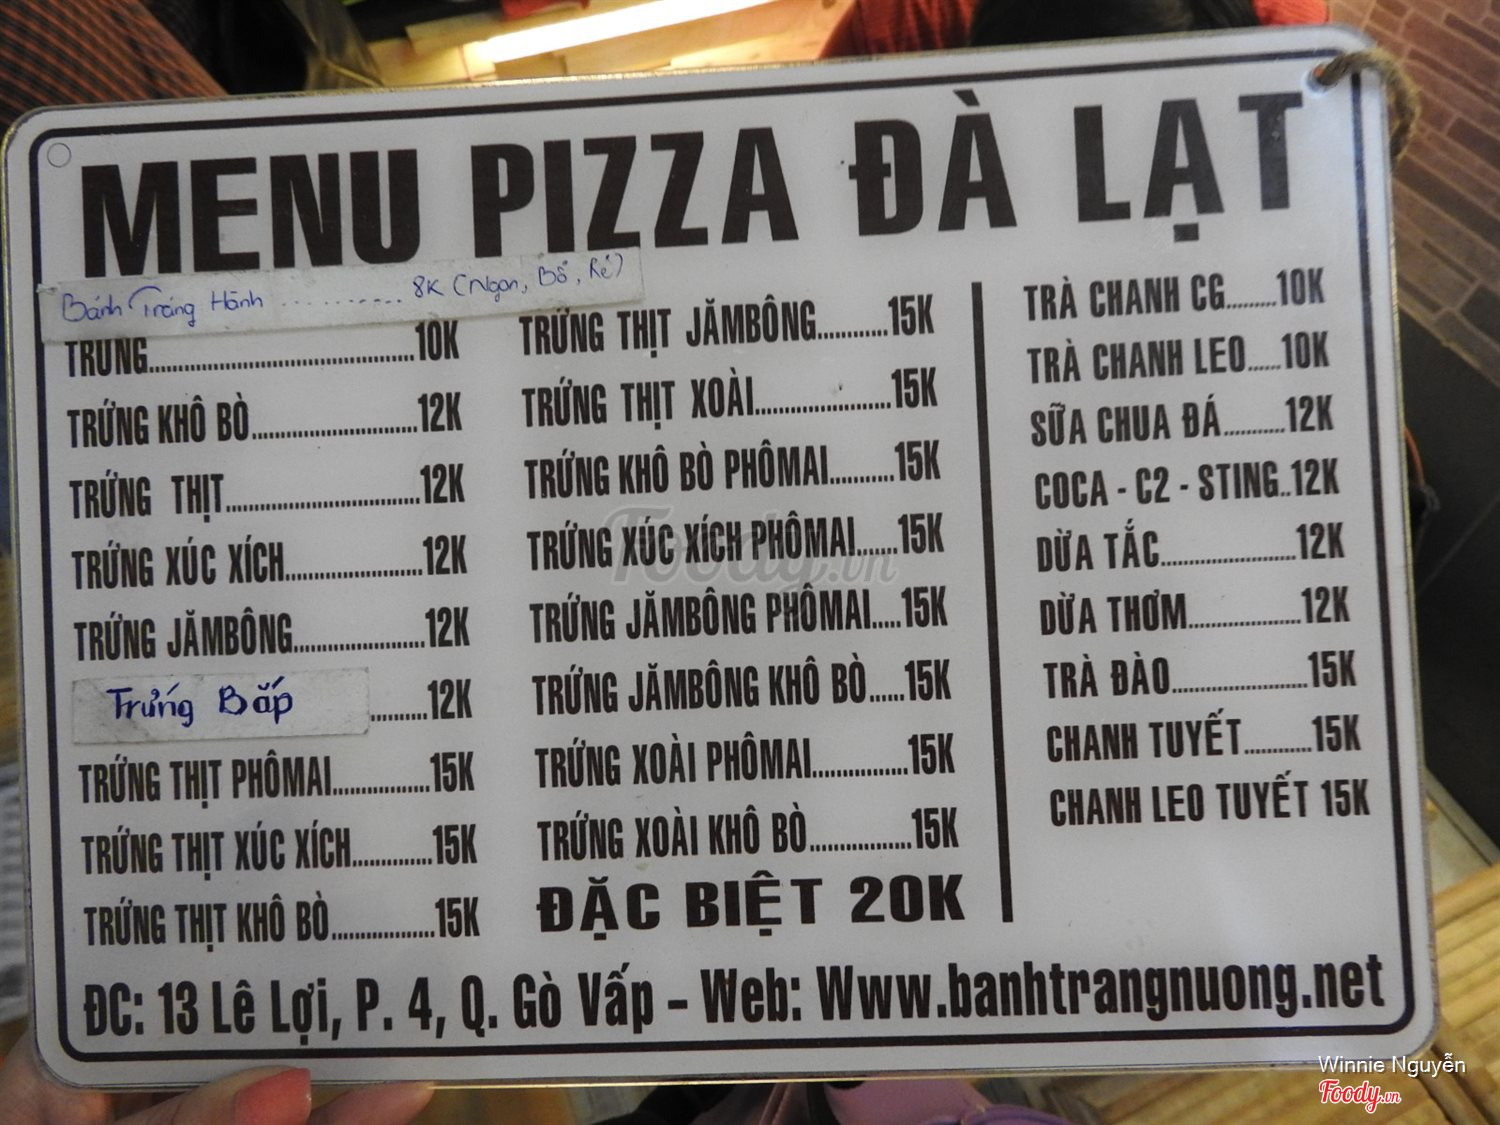 MENU PIZZA ĐÀ LẠT
Bánh Tráng Hành ........... 8K (Ngon, Bổ, Rẻ)
TRỨNG............................................10K
TRỨNG KHÔ BÒ............................12K
TRỨNG THỊT................................12K
TRỨNG XÚC XÍCH.......................12K
TRỨNG JĂMBÔNG......................12K
Trứng Bắp .........12K
TRỨNG THỊT PHÔMAI................15K
TRỨNG THỊT XÚC XÍCH.............15K
TRỨNG THỊT KHÔ BÒ.................15K
TRỨNG THỊT JĂMBÔNG...........15K
TRỨNG THỊT XOÀI......................15K
TRỨNG KHÔ BÒ PHÔMAI..........15K
TRỨNG XÚC XÍCH PHÔMAI......15K
TRỨNG JĂMBÔNG PHÔMAI.....15K
TRỨNG JĂMBÔNG KHÔ BÒ......15K
TRỨNG XOÀI PHÔMAI................15K
TRỨNG XOÀI KHÔ BÒ.................15K
ĐẶC BIỆT 20K
TRÀ CHANH CG.........10K
TRÀ CHANH LEO......10K
SỮA CHUA ĐÁ...........12K
COCA - C2 - STING..12K
DỪA TẮC.......................12K
DỪA THƠM...................12K
TRÀ ĐÀO.......................15K
CHANH TUYẾT............15K
CHANH LEO TUYẾT 15K
ĐC: 13 Lê Lợi, P. 4, Q. Gò Vấp - Web: Www.banhtrangnuong.net
Foody.vn
Winnie Nguyễn
Foody.vn